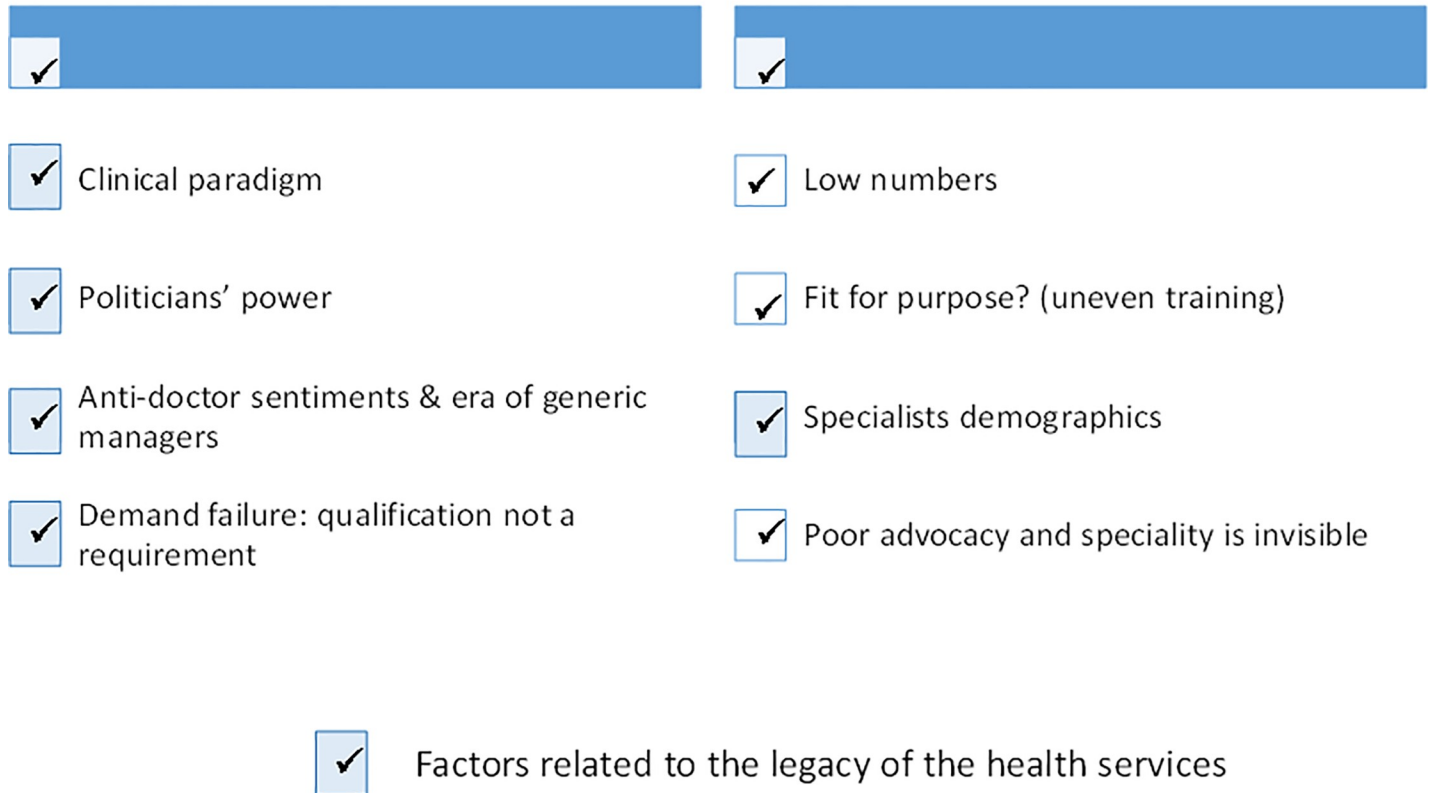 Clinical paradigm
Politicians’ power
Anti-doctor sentiments & era of generic
managers
Demand failure: qualification not a
requirement
Low numbers
Fit for purpose? (uneven training)
Specialists demographics
Poor advocacy and speciality is invisible
Factors related to the legacy of the health services